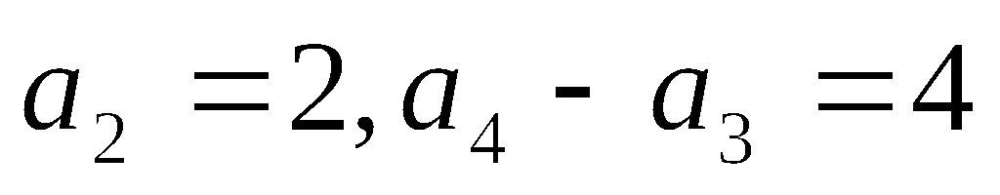 a₂ = 2, a₄ - a₃ = 4